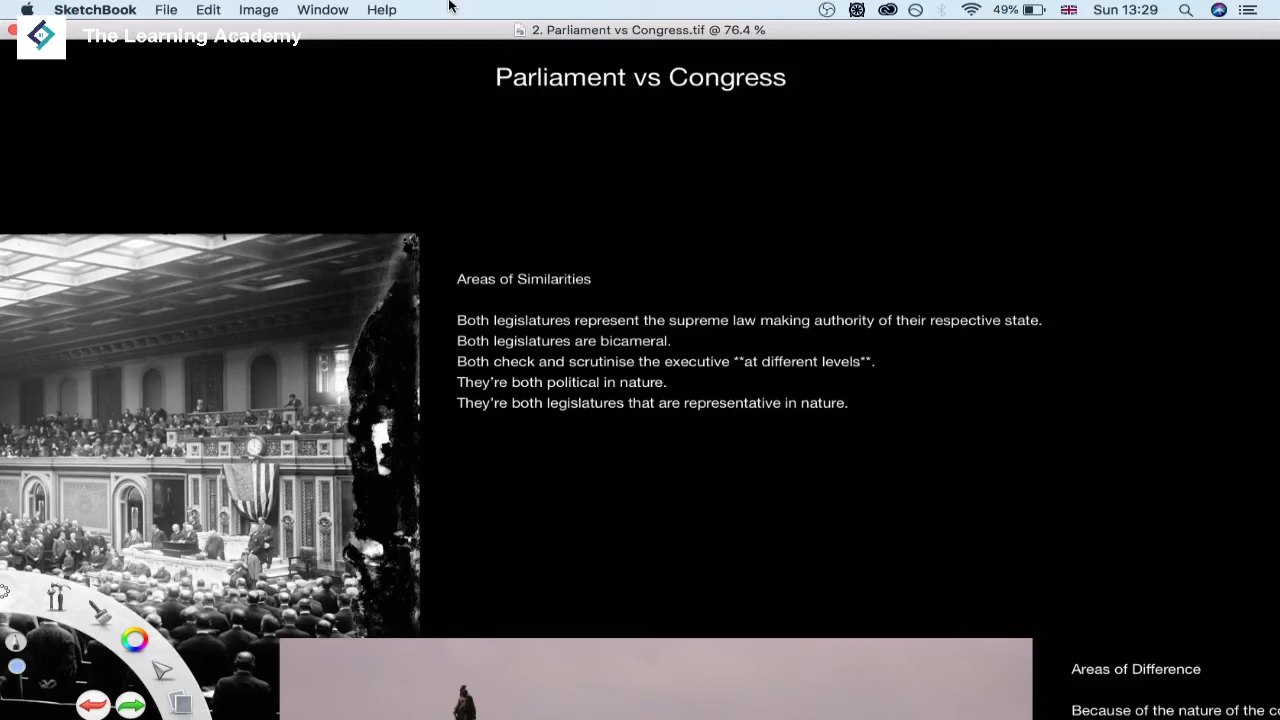 SketchBook File Edit Image Window Help 49% Sun 13:29
The Learning Academy
2. Parliament vs Congress.tif @ 76.4 %
Parliament vs Congress
Areas of Similarities
Both legislatures represent the supreme law making authority of their respective state.
Both legislatures are bicameral.
Both check and scrutinise the executive **at different levels**.
They're both political in nature.
They're both legislatures that are representative in nature.
Areas of Difference
Because of the nature of the